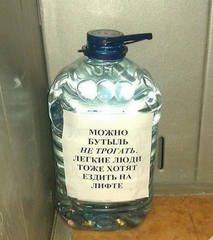 МОЖНО
БУТЫЛЬ
НЕ ТРОГАТЬ.
ЛЕГКИЕ ЛЮДИ
ТОЖЕ ХОТЯТ
ЕЗДИТЬ НА
ЛИФТЕ